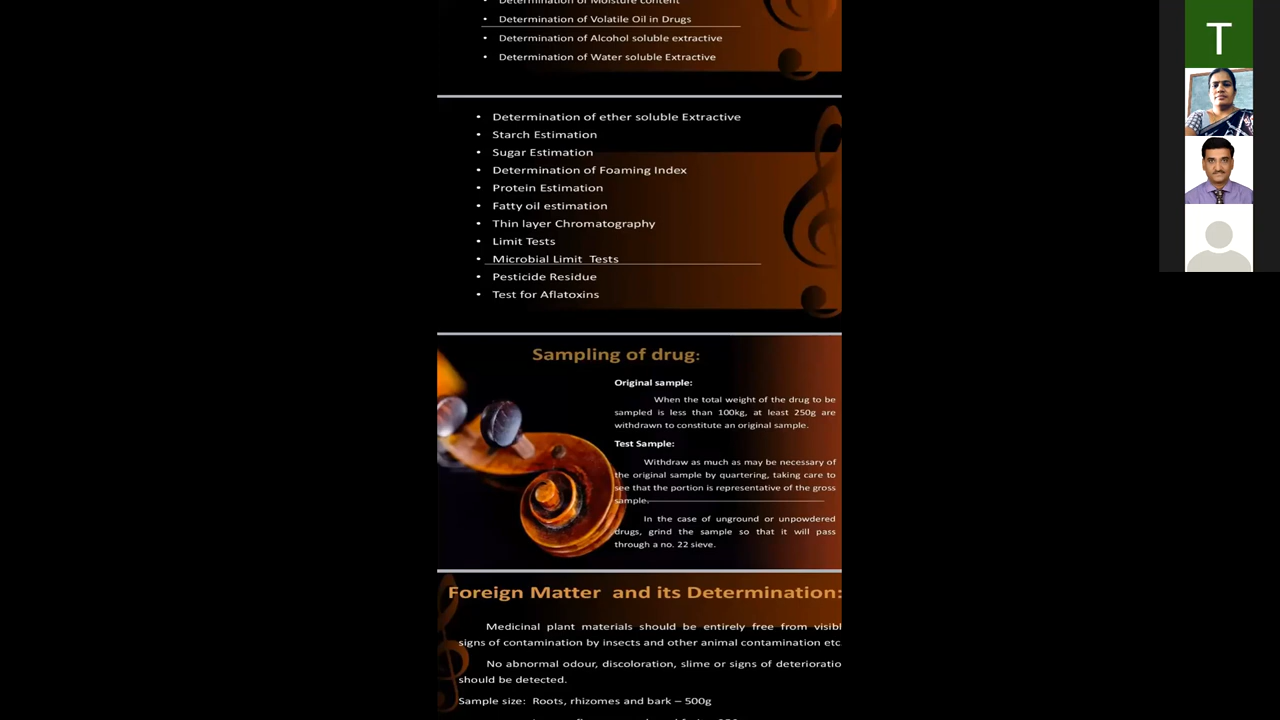 Determination of Moisture content
• Determination of Volatile Oil in Drugs
• Determination of Alcohol soluble extractive
• Determination of Water soluble Extractive
• Determination of ether soluble Extractive
• Starch Estimation
• Sugar Estimation
• Determination of Foaming Index
• Protein Estimation
• Fatty oil estimation
• Thin layer Chromatography
• Limit Tests
• Microbial Limit Tests
• Pesticide Residue
• Test for Aflatoxins
Sampling of drug:
Original sample:
When the total weight of the drug to be
sampled is less than 100kg, at least 250g are
withdrawn to constitute an original sample.
Test Sample:
Withdraw as much as may be necessary of
the original sample by quartering, taking care to
see that the portion is representative of the gross
sample.
In the case of unground or unpowdered
drugs, grind the sample so that it will pass
through a no. 22 sieve.
Foreign Matter and its Determination:
Medicinal plant materials should be entirely free from visibl
signs of contamination by insects and other animal contamination etc
No abnormal odour, discoloration, slime or signs of deterioratio
should be detected.
Sample size: Roots, rhizomes and bark – 500g
T